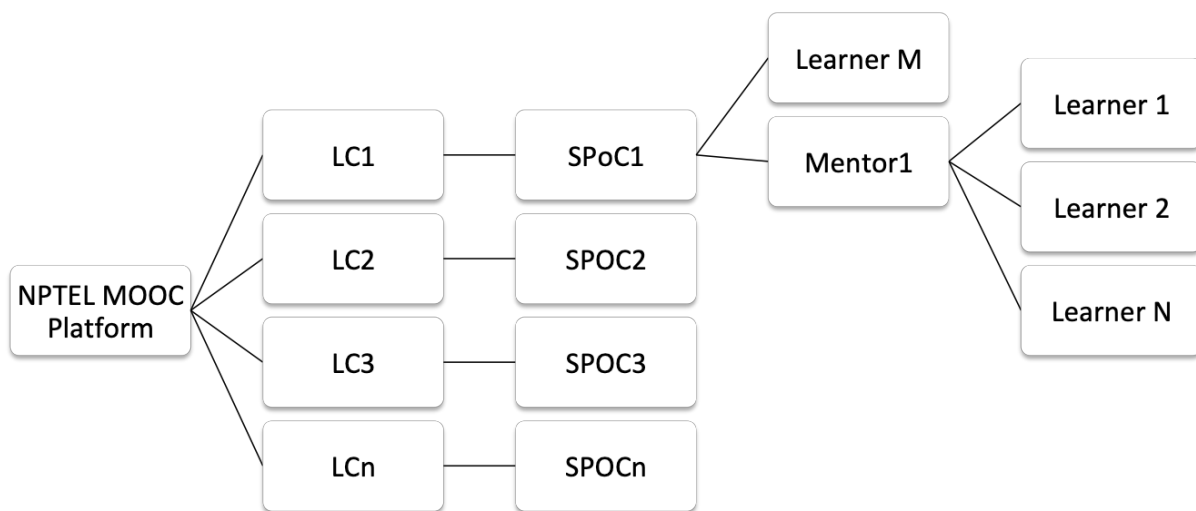 NPTEL MOOC
Platform
LC1
LC2
LC3
LCn
SPoC1
SPOC2
SPOC3
SPOCn
Learner M
Mentor1
Learner 1
Learner 2
Learner N